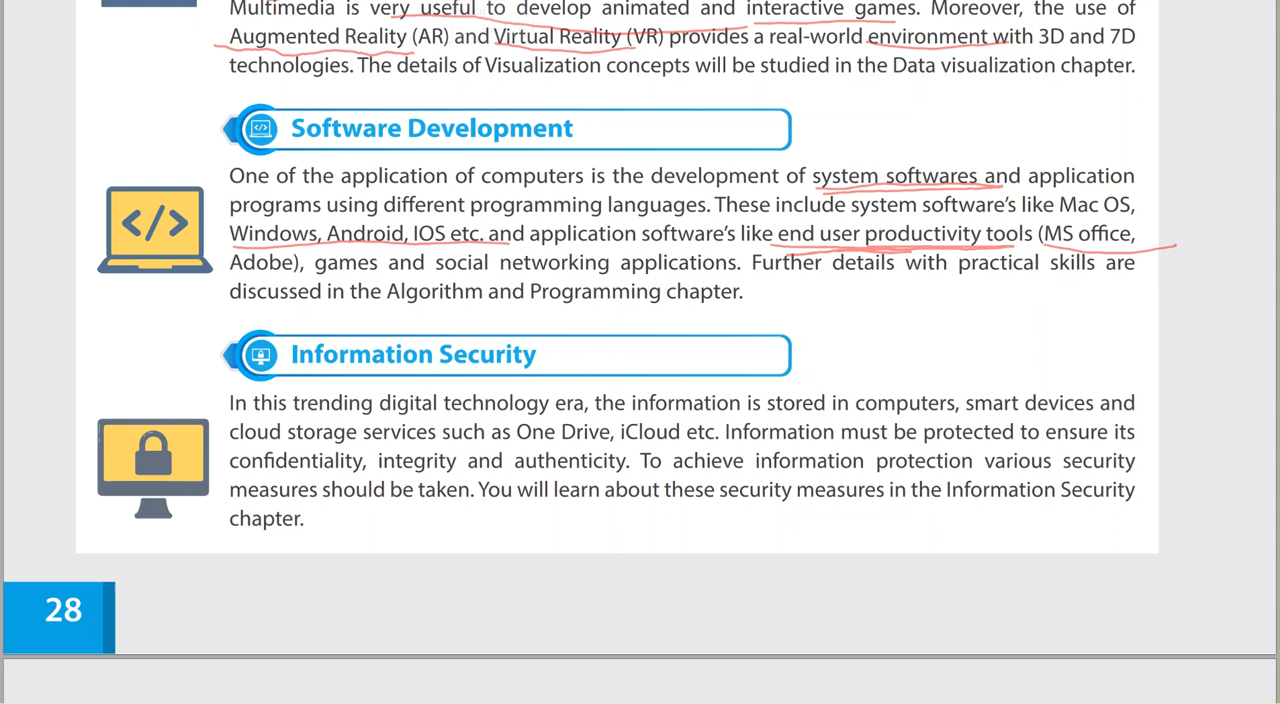 Multimedia is very useful to develop animated and interactive games. Moreover, the use of
Augmented Reality (AR) and Virtual Reality (VR) provides a real-world environment with 3D and 7D
technologies. The details of Visualization concepts will be studied in the Data visualization chapter.
Software Development
One of the application of computers is the development of system softwares and application
programs using different programming languages. These include system software's like Mac OS,
Windows, Android, IOS etc. and application software's like end user productivity tools (MS office,
Adobe), games and social networking applications. Further details with practical skills are
discussed in the Algorithm and Programming chapter.
Information Security
In this trending digital technology era, the information is stored in computers, smart devices and
cloud storage services such as One Drive, iCloud etc. Information must be protected to ensure its
confidentiality, integrity and authenticity. To achieve information protection various security
measures should be taken. You will learn about these security measures in the Information Security
chapter.
28